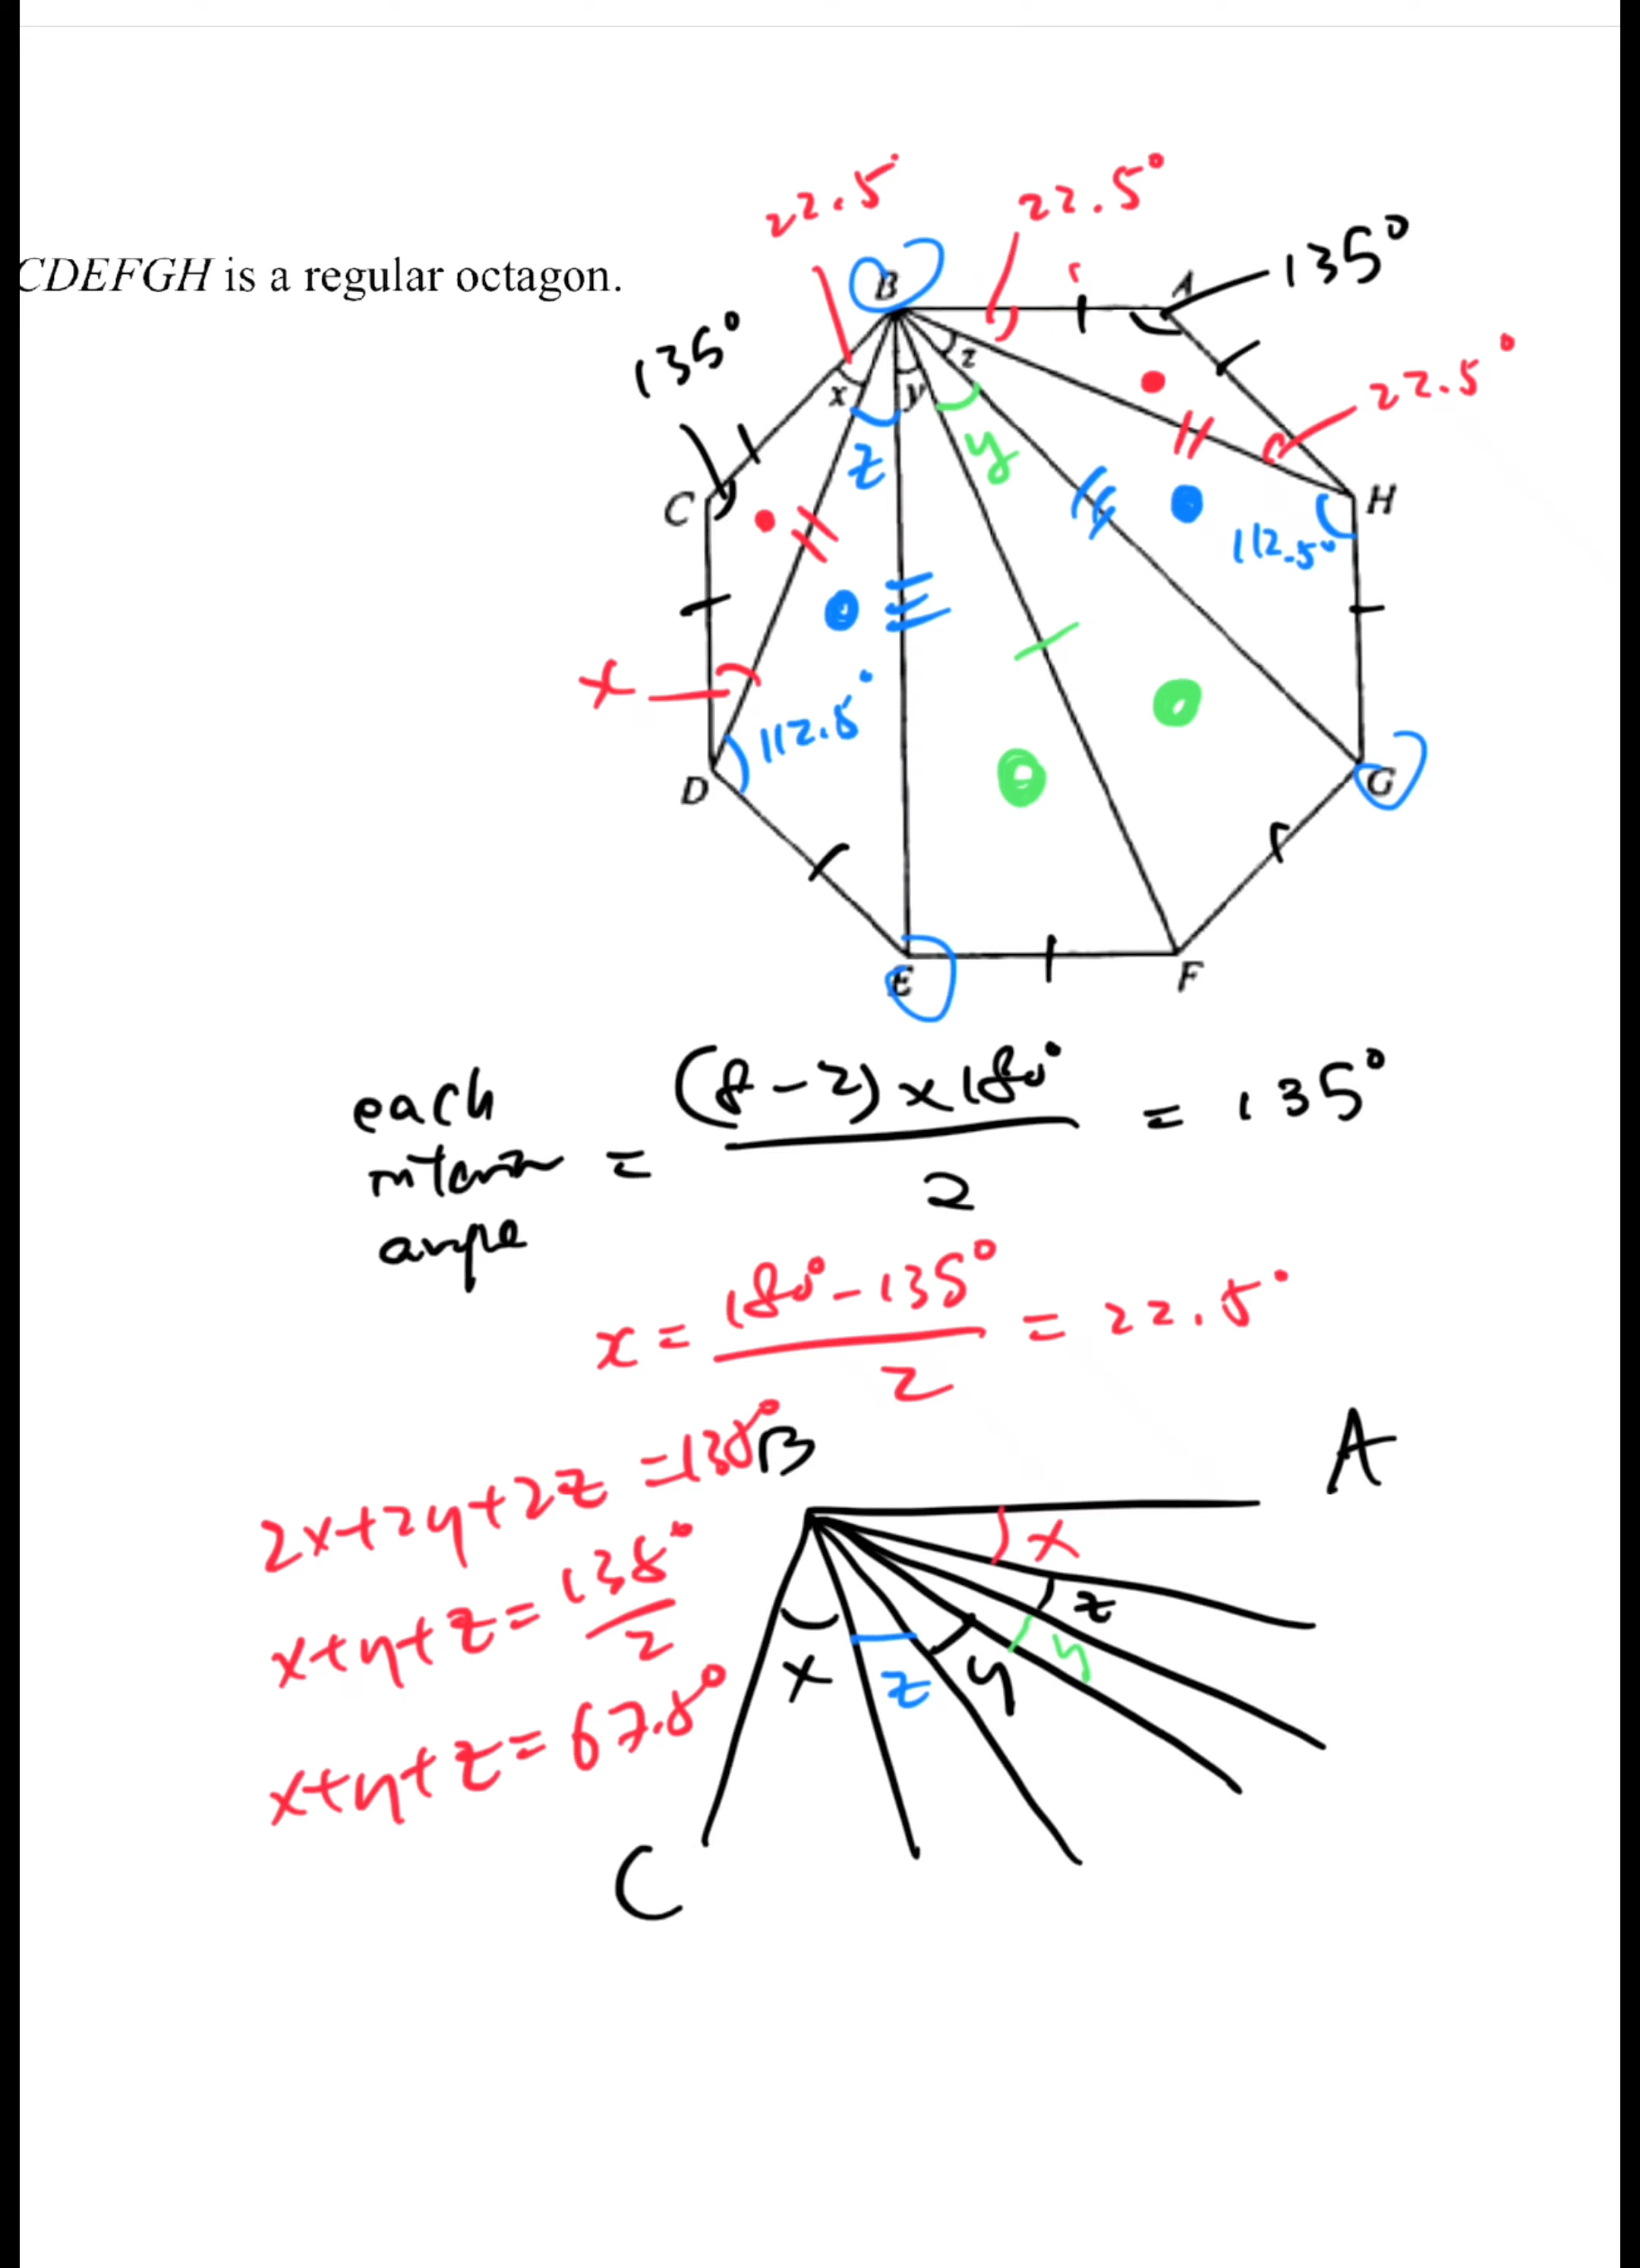 22.5
22.5°
135°
CDEFGH is a regular octagon.
B
A
135°
z
22.5°
x
y
z
y
C
H
112.5°
x
112.5°
D
G
E
F
each
interior
angle
= (8-2)×180° / 2 = 135°
x = 180°-135° / 2 = 22.5°
2x+2y+2z = 135°
B
A
x+y+z = 135° / 2
x
z
x
z
y
y
x+y+z = 67.5°
C